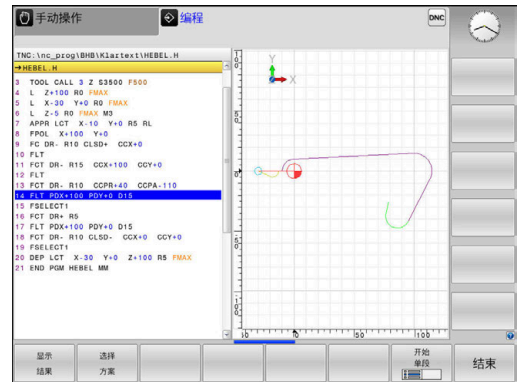 手动操作
编程
DNC
TNC:\nc_prog\BHB\Klartext\HEBEL.H
→HEBEL.H
3 TOOL CALL 3 Z S3500 F500
4 L Z+100 R0 FMAX
5 L X-30 Y+0 R0 FMAX
6 L Z-5 R0 FMAX M3
7 APPR LCT X-10 Y+0 R5 RL
8 FPOL X+100 Y+0
9 FC DR- R10 CLSD+ CCX+0
10 FLT
11 FCT DR- R15 CCX+100 CCY+0
12 FLT
13 FCT DR- R10 CCPR+40 CCPA-110
14 FLT PDX+100 PDY+0 D15
15 FSELECT1
16 FCT DR+ R5
17 FLT PDX+100 PDY+0 D15
18 FCT DR- R10 CLSD- CCX+0 CCY+0
19 FSELECT1
20 DEP LCT X-30 Y+0 Z+100 R5 FMAX
21 END PGM HEBEL MM
Y
X
0
50
100
显示
结果
选择
方案
开始
单段
结束